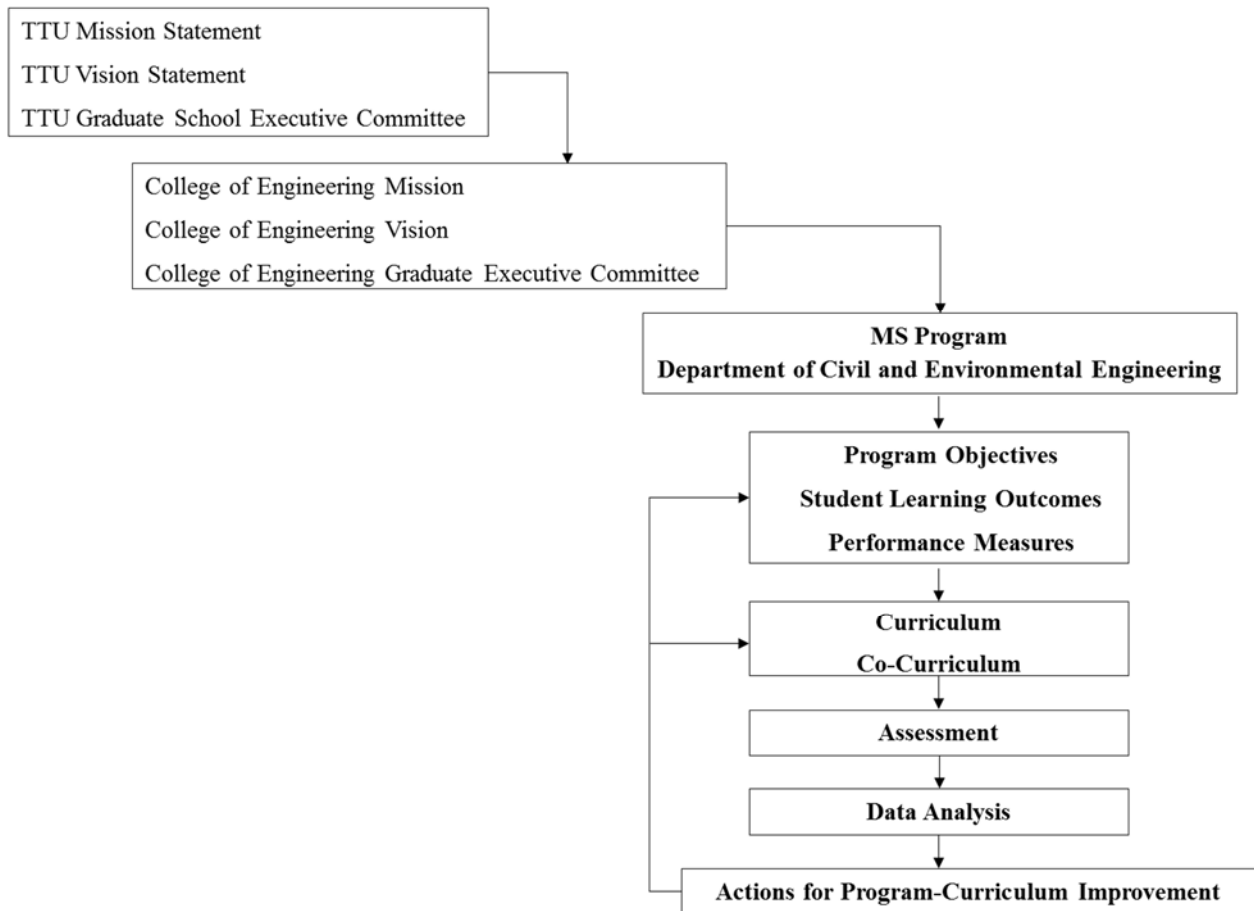 TTU Mission Statement
TTU Vision Statement
TTU Graduate School Executive Committee
College of Engineering Mission
College of Engineering Vision
College of Engineering Graduate Executive Committee
MS Program
Department of Civil and Environmental Engineering
Program Objectives
Student Learning Outcomes
Performance Measures
Curriculum
Co-Curriculum
Assessment
Data Analysis
Actions for Program-Curriculum Improvement